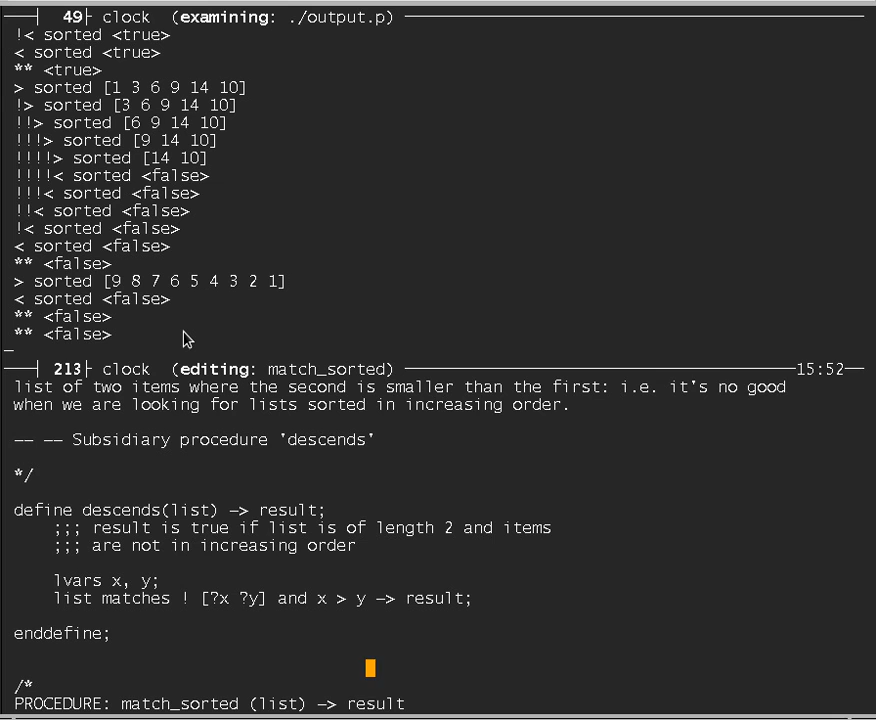 49 clock (examining: ./output.p)
!< sorted <true>
< sorted <true>
** <true>
> sorted [1 3 6 9 14 10]
!> sorted [3 6 9 14 10]
!!> sorted [6 9 14 10]
!!!> sorted [9 14 10]
!!!!> sorted [14 10]
!!!!< sorted <false>
!!!< sorted <false>
!!< sorted <false>
!< sorted <false>
< sorted <false>
** <false>
> sorted [9 8 7 6 5 4 3 2 1]
< sorted <false>
** <false>
** <false>
213 clock (editing: match_sorted) 15:52
list of two items where the second is smaller than the first: i.e. it's no good
when we are looking for lists sorted in increasing order.
-- -- Subsidiary procedure 'descends'
*/
define descends(list) -> result;
;;; result is true if list is of length 2 and items
;;; are not in increasing order
lvars x, y;
list matches ! [?x ?y] and x > y -> result;
enddefine;
/*
PROCEDURE: match_sorted (list) -> result